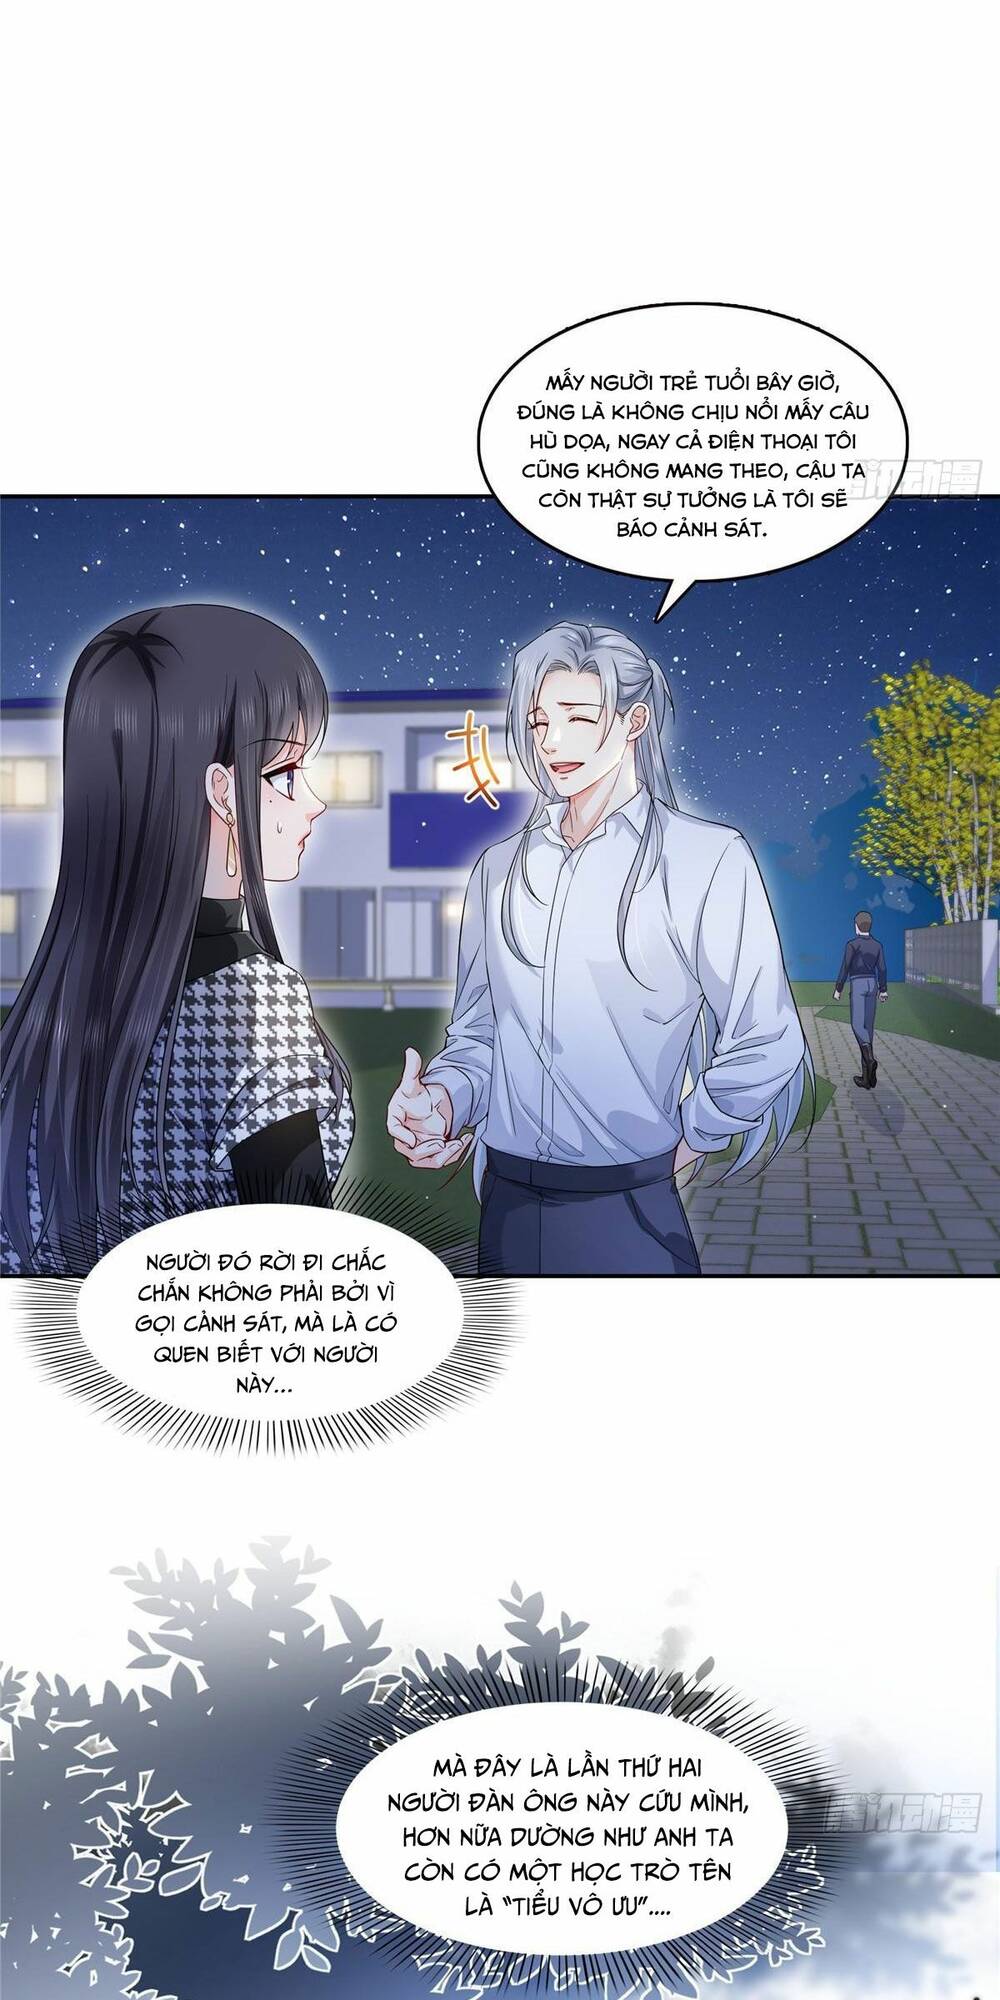 MẤY NGƯỜI TRẺ TUỔI BÂY GIỜ,
ĐÚNG LÀ KHÔNG CHỊU NỔI MẤY CÂU
HÙ DỌA, NGAY CẢ ĐIỆN THOẠI TÔI
CŨNG KHÔNG MANG THEO, CẬU TA
CÒN THẬT SỰ TƯỞNG LÀ TÔI SẼ
BÁO CẢNH SÁT.
NGƯỜI ĐÓ RỜI ĐI CHẮC
CHẮN KHÔNG PHẢI BỞI VÌ
GỌI CẢNH SÁT, MÀ LÀ CÓ
QUEN BIẾT VỚI NGƯỜI
NÀY...
MÀ ĐÂY LÀ LẦN THỨ HAI
NGƯỜI ĐÀN ÔNG NÀY CỨU MÌNH,
HƠN NỮA DƯỜNG NHƯ ANH TA
CÒN CÓ MỘT HỌC TRÒ TÊN
LÀ "TIỂU VÔ ƯU"....